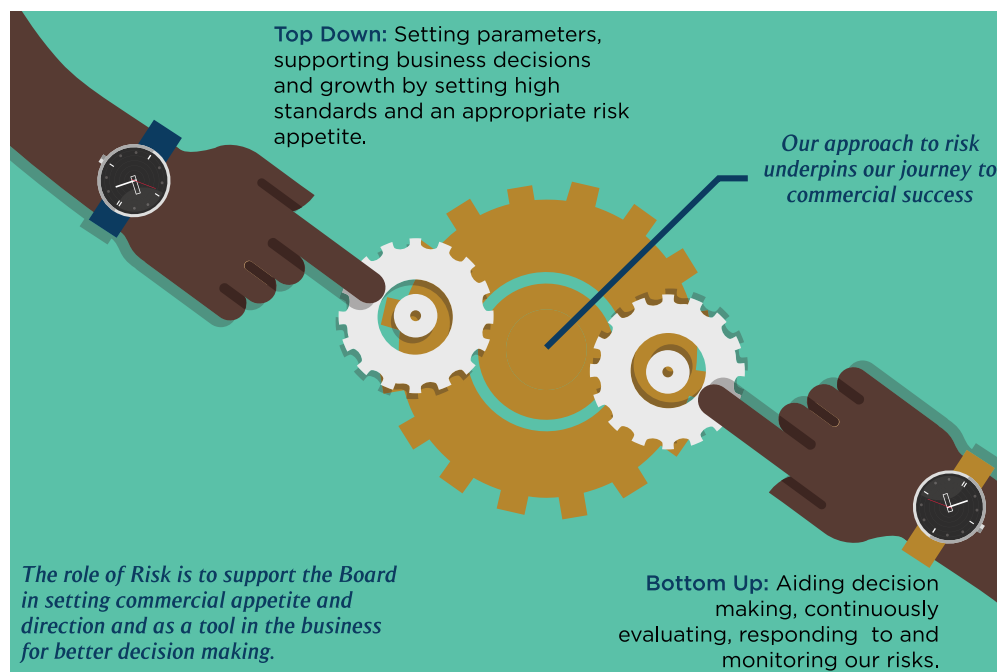 Top Down: Setting parameters,
supporting business decisions
and growth by setting high
standards and an appropriate risk
appetite.
Our approach to risk
underpins our journey to
commercial success
The role of Risk is to support the Board
in setting commercial appetite and
direction and as a tool in the business
for better decision making.
Bottom Up: Aiding decision
making, continuously
evaluating, responding to and
monitoring our risks.